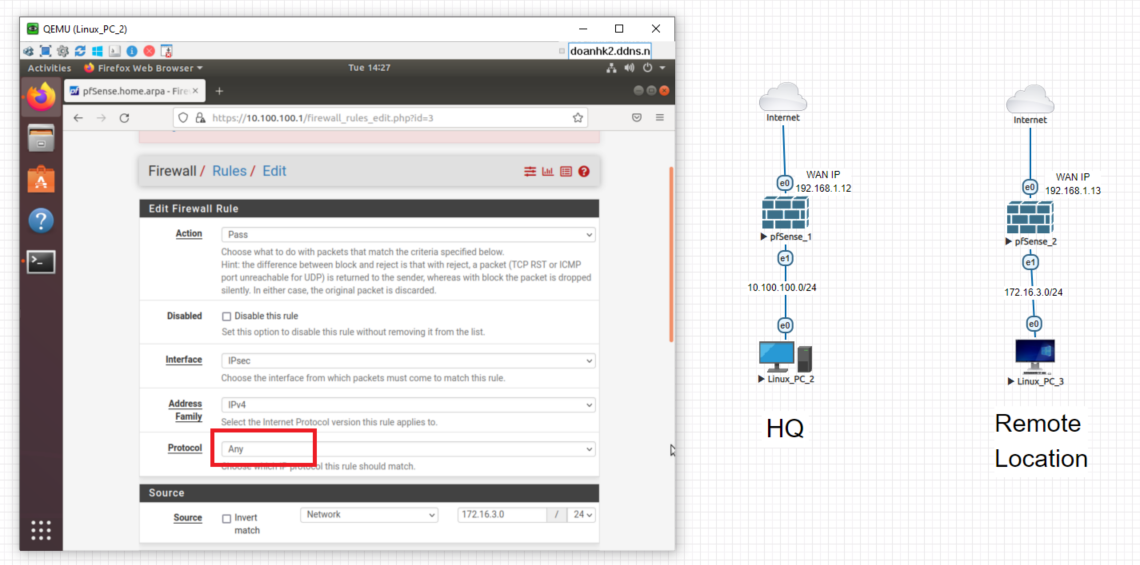 QEMU (Linux_PC_2)
doanhk2.ddns.n
Activities
Firefox Web Browser
Tue 14:27
pfSense.home.arpa - Fire
https://10.100.100.1/firewall_rules_edit.php?id=3
Firewall / Rules / Edit
Edit Firewall Rule
Action
Pass
Choose what to do with packets that match the criteria specified below.
Hint: the difference between block and reject is that with reject, a packet (TCP RST or ICMP
port unreachable for UDP) is returned to the sender, whereas with block the packet is dropped
silently. In either case, the original packet is discarded.
Disabled
Disable this rule
Set this option to disable this rule without removing it from the list.
Interface
IPsec
Choose the interface from which packets must come to match this rule.
Address
Family
IPv4
Select the Internet Protocol version this rule applies to.
Protocol
Any
Choose which IP protocol this rule should match.
Source
Source
Invert
match
Network
172.16.3.0
/
24
Internet
e0
WAN IP
192.168.1.12
pfSense_1
e1
10.100.100.0/24
e0
Linux_PC_2
HQ
Internet
e0
WAN IP
192.168.1.13
pfSense_2
e1
172.16.3.0/24
e0
Linux_PC_3
Remote
Location